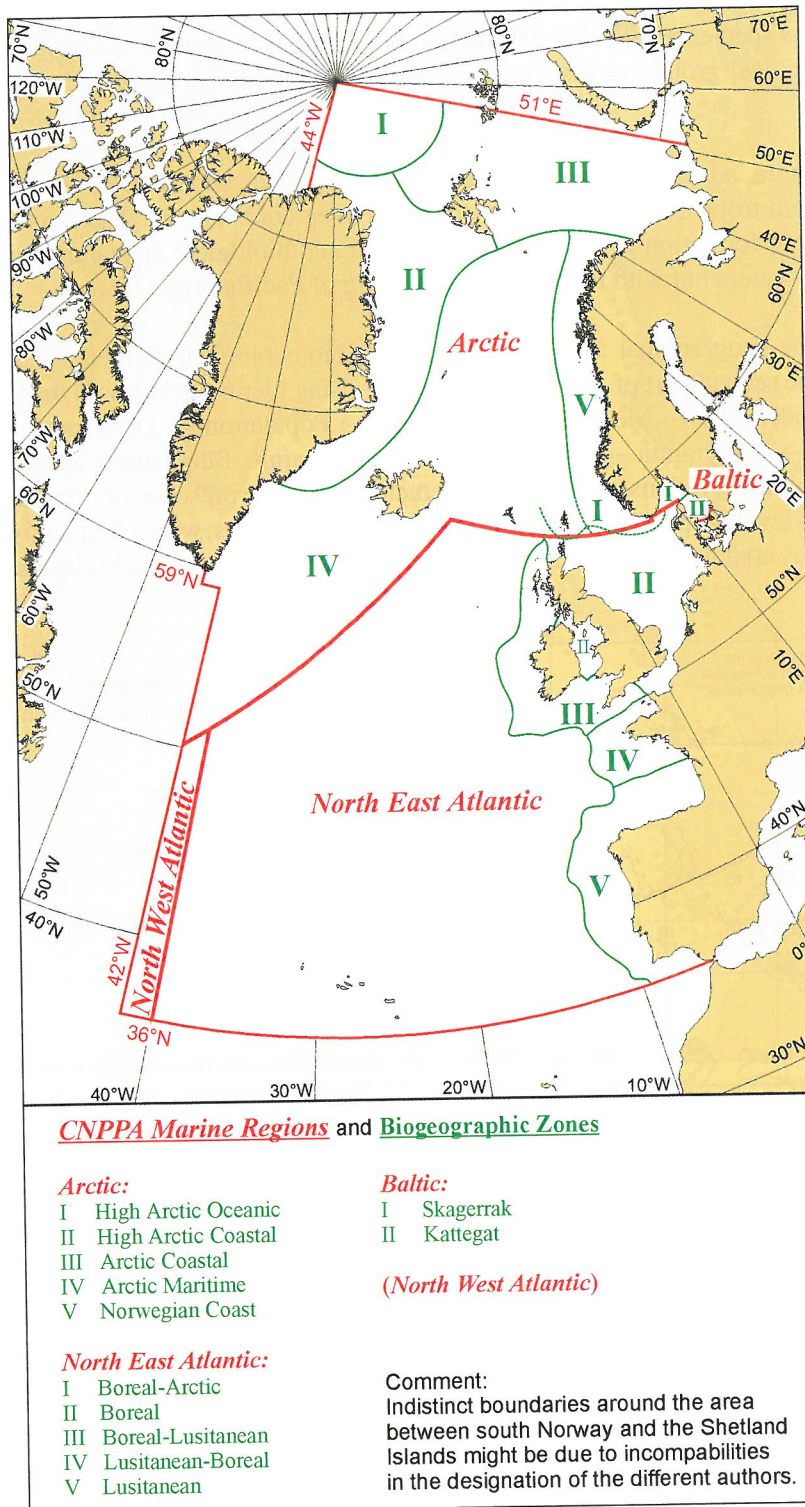 70°N
80°N
80°N
70°N
70°E
120°W
60°E
110°W
51°E
I
44°W
50°E
100°W
III
90°W
40°E
II
60°N
80°W
Arctic
30°E
70°W
V
Baltic
20°E
60°N
I
I
II
59°N
IV
II
50°N
60°W
II
50°N
10°E
III
IV
North East Atlantic
40°N
North West Atlantic
50°W
V
40°N
42°W
0°
36°N
30°N
40°W
30°W
20°W
10°W
CNPPA Marine Regions and Biogeographic Zones
Arctic:
I High Arctic Oceanic
II High Arctic Coastal
III Arctic Coastal
IV Arctic Maritime
V Norwegian Coast
North East Atlantic:
I Boreal-Arctic
II Boreal
III Boreal-Lusitanean
IV Lusitanean-Boreal
V Lusitanean
Baltic:
I Skagerrak
II Kattegat
(North West Atlantic)
Comment:
Indistinct boundaries around the area
between south Norway and the Shetland
Islands might be due to incompabilities
in the designation of the different authors.